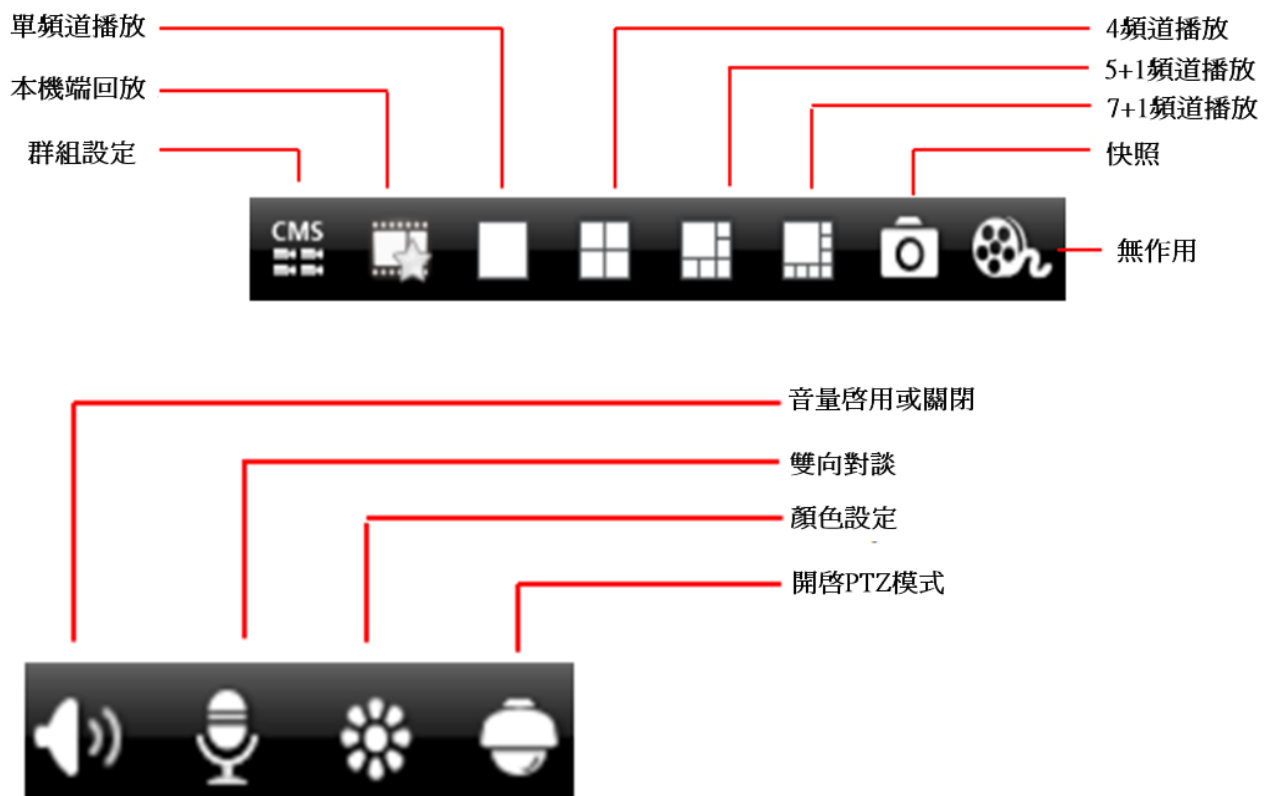 單頻道播放
4頻道播放
本機端回放
5+1頻道播放
7+1頻道播放
群組設定
快照
CMS
無作用
音量啓用或關閉
雙向對談
顏色設定
開啓PTZ模式